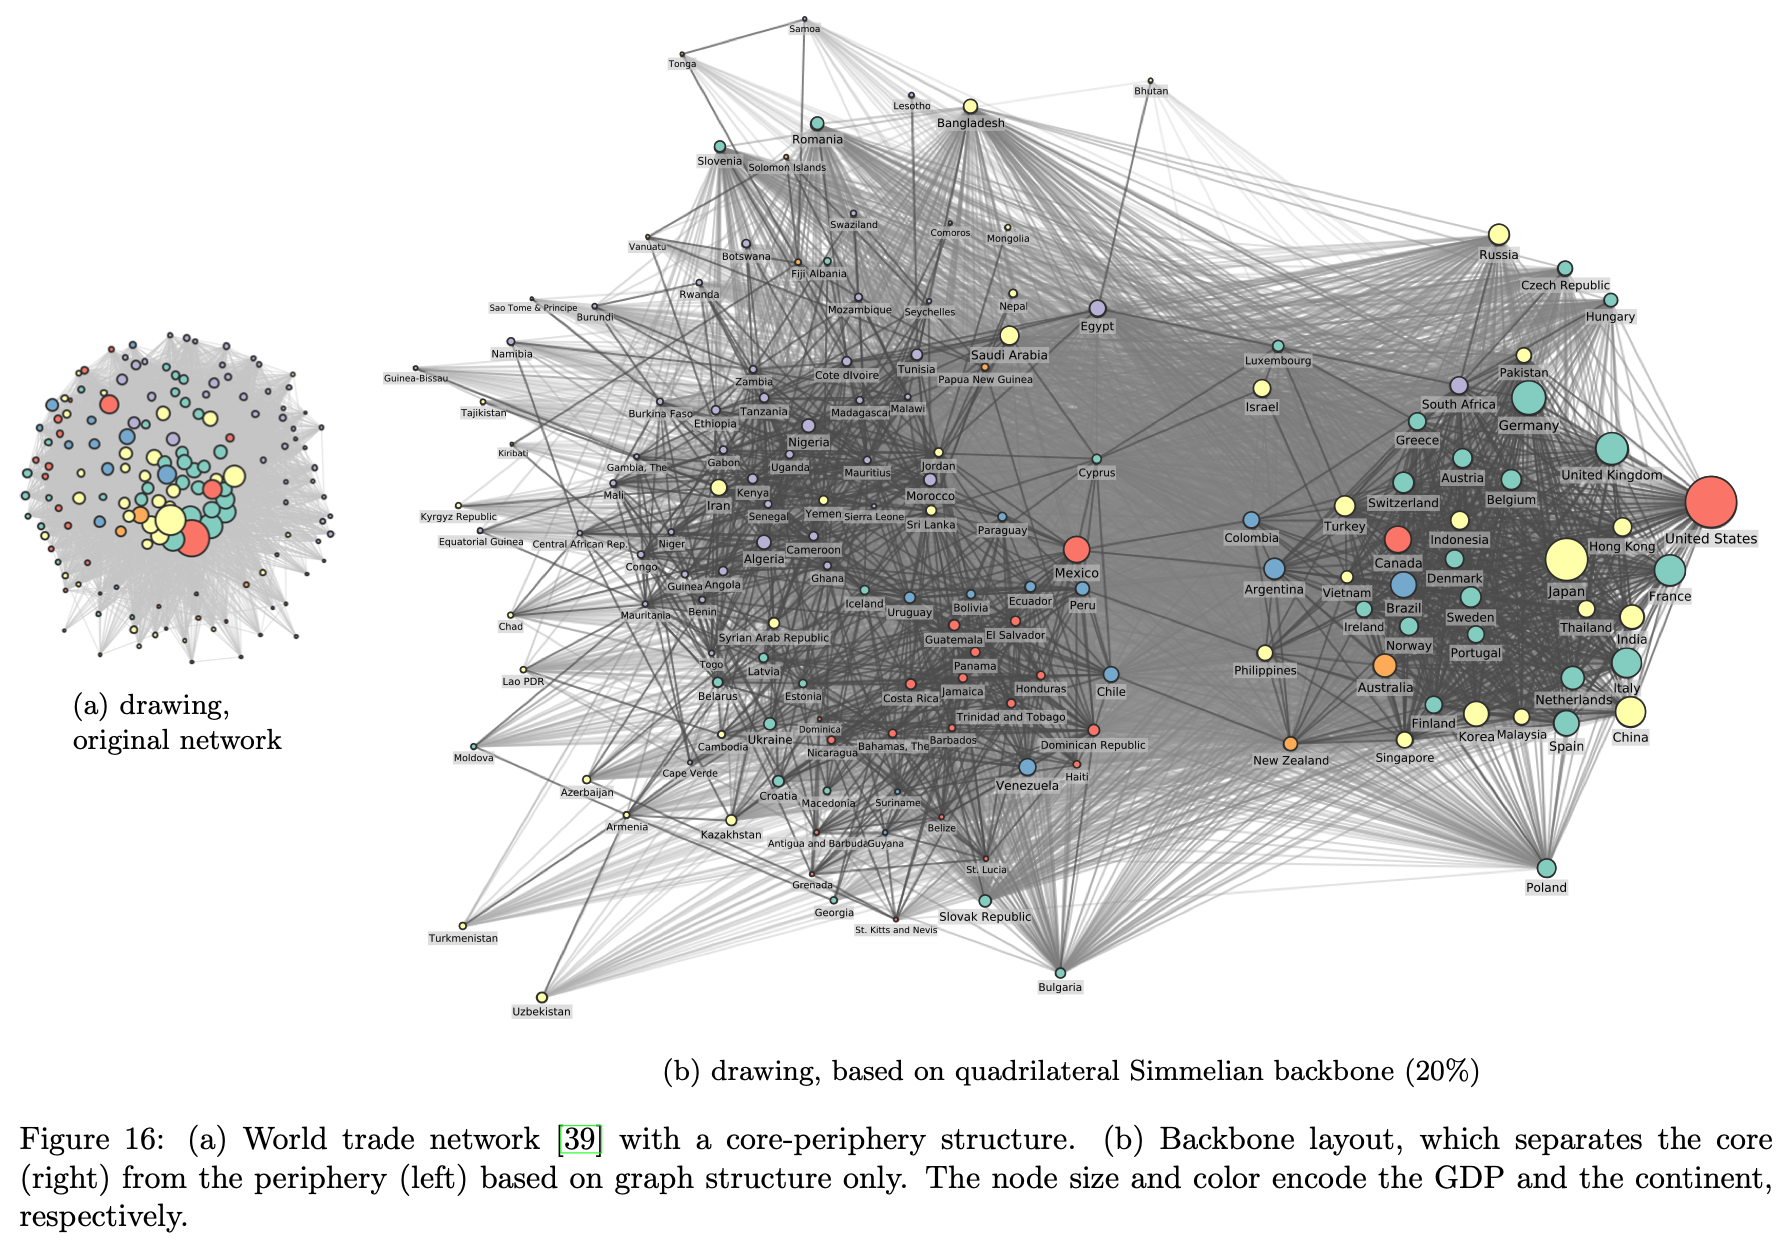 Samoa
Tonga
Bhutan
Lesotho
Bangladesh
Romania
Slovenia
Solomon Islands
Swaziland
Comoros
Mongolia
Vanuatu
Botswana
Russia
Fiji
Albania
Czech Republic
Rwanda
Sao Tome & Principe
Burundi
Mozambique
Seychelles
Nepal
Hungary
Egypt
Namibia
Saudi Arabia
Luxembourg
Guinea-Bissau
Zambia
Cote dIvoire
Tunisia
Papua New Guinea
Pakistan
Tajikistan
Burkina Faso
Tanzania
Madagascar
Malawi
Israel
South Africa
Ethiopia
Germany
Nigeria
Greece
Kiribati
Gambia, The
Gabon
Uganda
Mauritius
Jordan
Cyprus
Austria
United Kingdom
Mali
Kenya
Morocco
Switzerland
Belgium
Iran
Senegal
Yemen
Sierra Leone
Sri Lanka
Kyrgyz Republic
Paraguay
Turkey
Equatorial Guinea
Central African Rep.
Niger
Algeria
Cameroon
Colombia
Indonesia
Hong Kong
United States
Congo
Ghana
Mexico
Canada
Guinea
Angola
Denmark
Argentina
Vietnam
Japan
France
Benin
Iceland
Uruguay
Bolivia
Ecuador
Peru
Brazil
Mauritania
Chad
Syrian Arab Republic
Guatemala
El Salvador
Ireland
Sweden
Thailand
India
Norway
Togo
Latvia
Panama
Portugal
Lao PDR
Belarus
Estonia
Costa Rica
Jamaica
Honduras
Chile
Philippines
Australia
Netherlands
Italy
Trinidad and Tobago
Dominica
Ukraine
Cambodia
Nicaragua
Bahamas, The
Barbados
Dominican Republic
Finland
Korea
Malaysia
Spain
China
Moldova
Cape Verde
New Zealand
Singapore
Azerbaijan
Croatia
Macedonia
Suriname
Venezuela
Haiti
Armenia
Kazakhstan
Antigua and Barbuda
Guyana
Belize
St. Lucia
Grenada
Poland
Georgia
Slovak Republic
St. Kitts and Nevis
Turkmenistan
Bulgaria
Uzbekistan
(a) drawing,
original network
(b) drawing, based on quadrilateral Simmelian backbone (20%)
Figure 16: (a) World trade network [39] with a core-periphery structure. (b) Backbone layout, which separates the core
(right) from the periphery (left) based on graph structure only. The node size and color encode the GDP and the continent,
respectively.